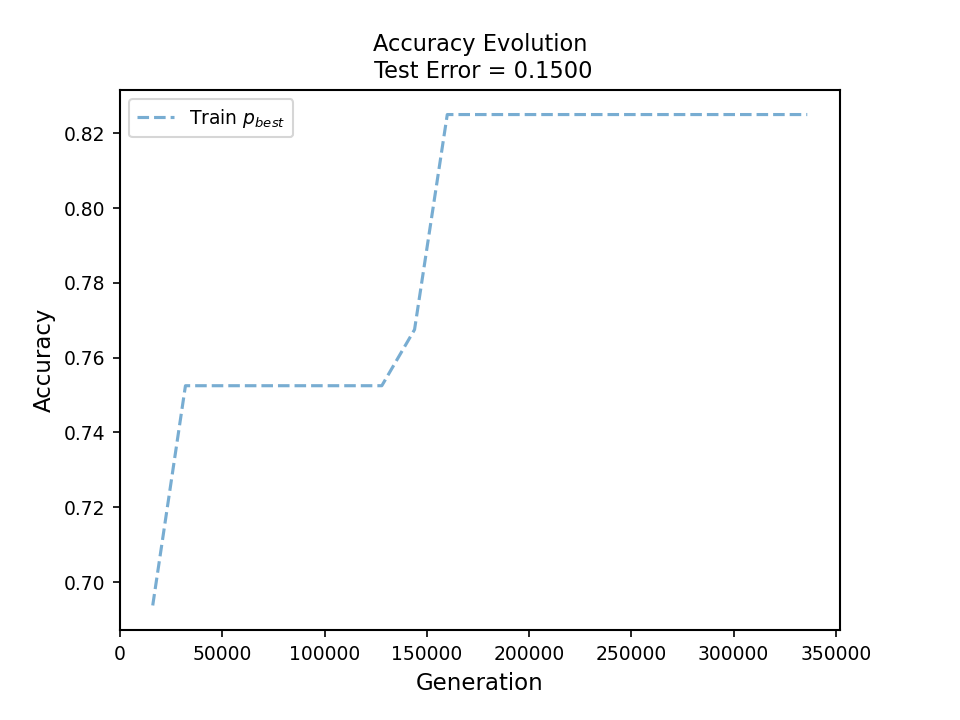 Accuracy Evolution
Test Error = 0.1500
Train p_best
0.82
0.80
0.78
0.76
0.74
0.72
0.70
Accuracy
0 50000 100000 150000 200000 250000 300000 350000
Generation